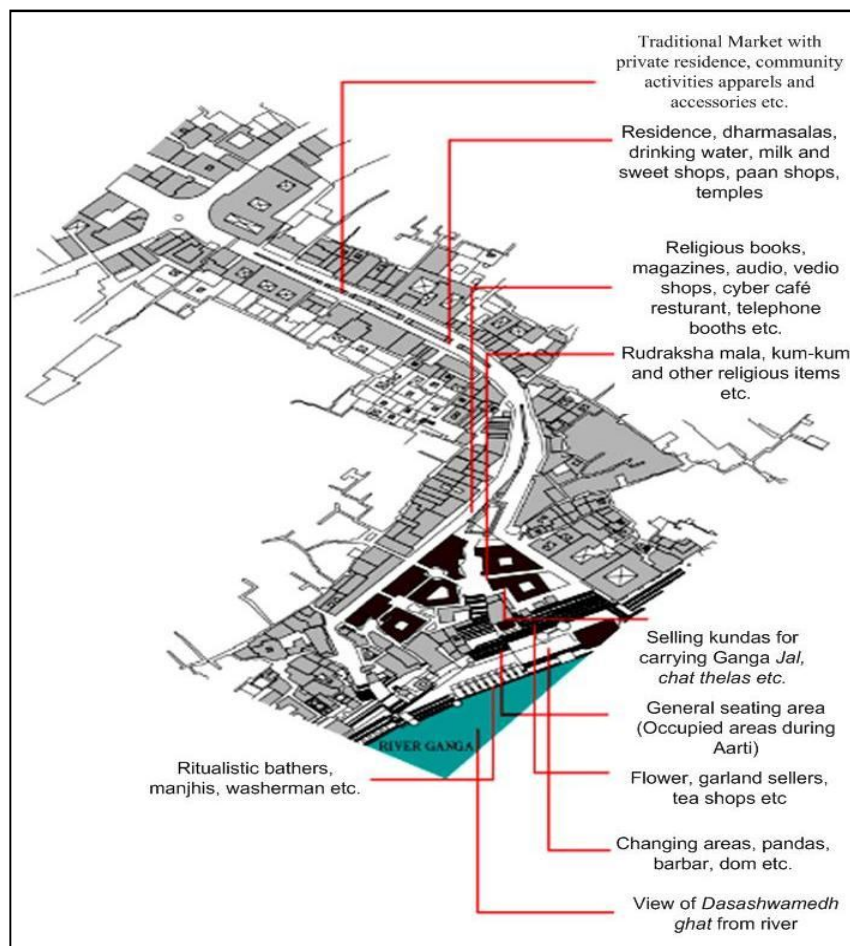 Traditional Market with
private residence, community
activities apparels and
accessories etc.
Residence, dharmasalas,
drinking water, milk and
sweet shops, paan shops,
temples
Religious books,
magazines, audio, vedio
shops, cyber café
resturant, telephone
booths etc.
Rudraksha mala, kum-kum
and other religious items
etc.
Selling kundas for
carrying Ganga Jal,
chat thelas etc.
General seating area
(Occupied areas during
Aarti)
RIVER GANGA
Ritualistic bathers,
manjhis, washerman etc.
Flower, garland sellers,
tea shops etc
Changing areas, pandas,
barbar, dom etc.
View of Dasashwamedh
ghat from river